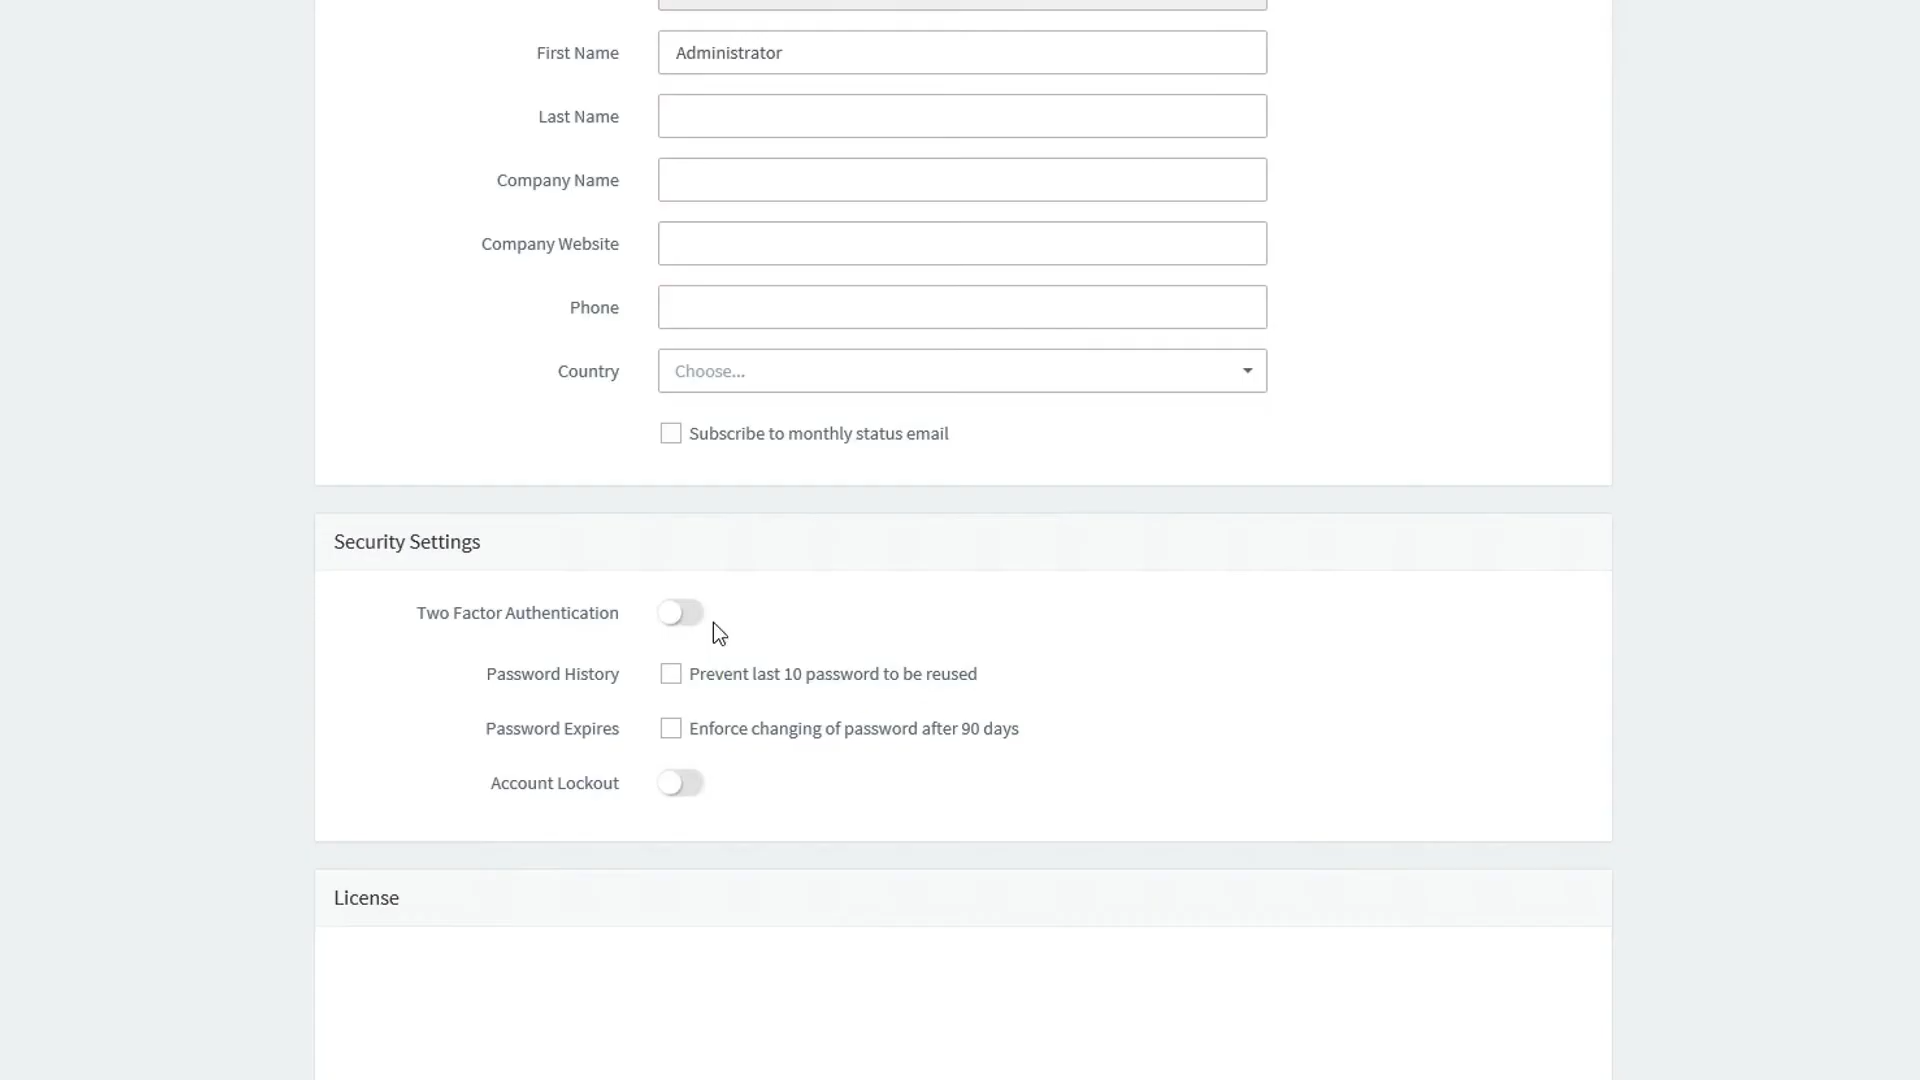 First Name Administrator
Last Name
Company Name
Company Website
Phone
Country Choose...
Subscribe to monthly status email
Security Settings
Two Factor Authentication
Password History Prevent last 10 password to be reused
Password Expires Enforce changing of password after 90 days
Account Lockout
License